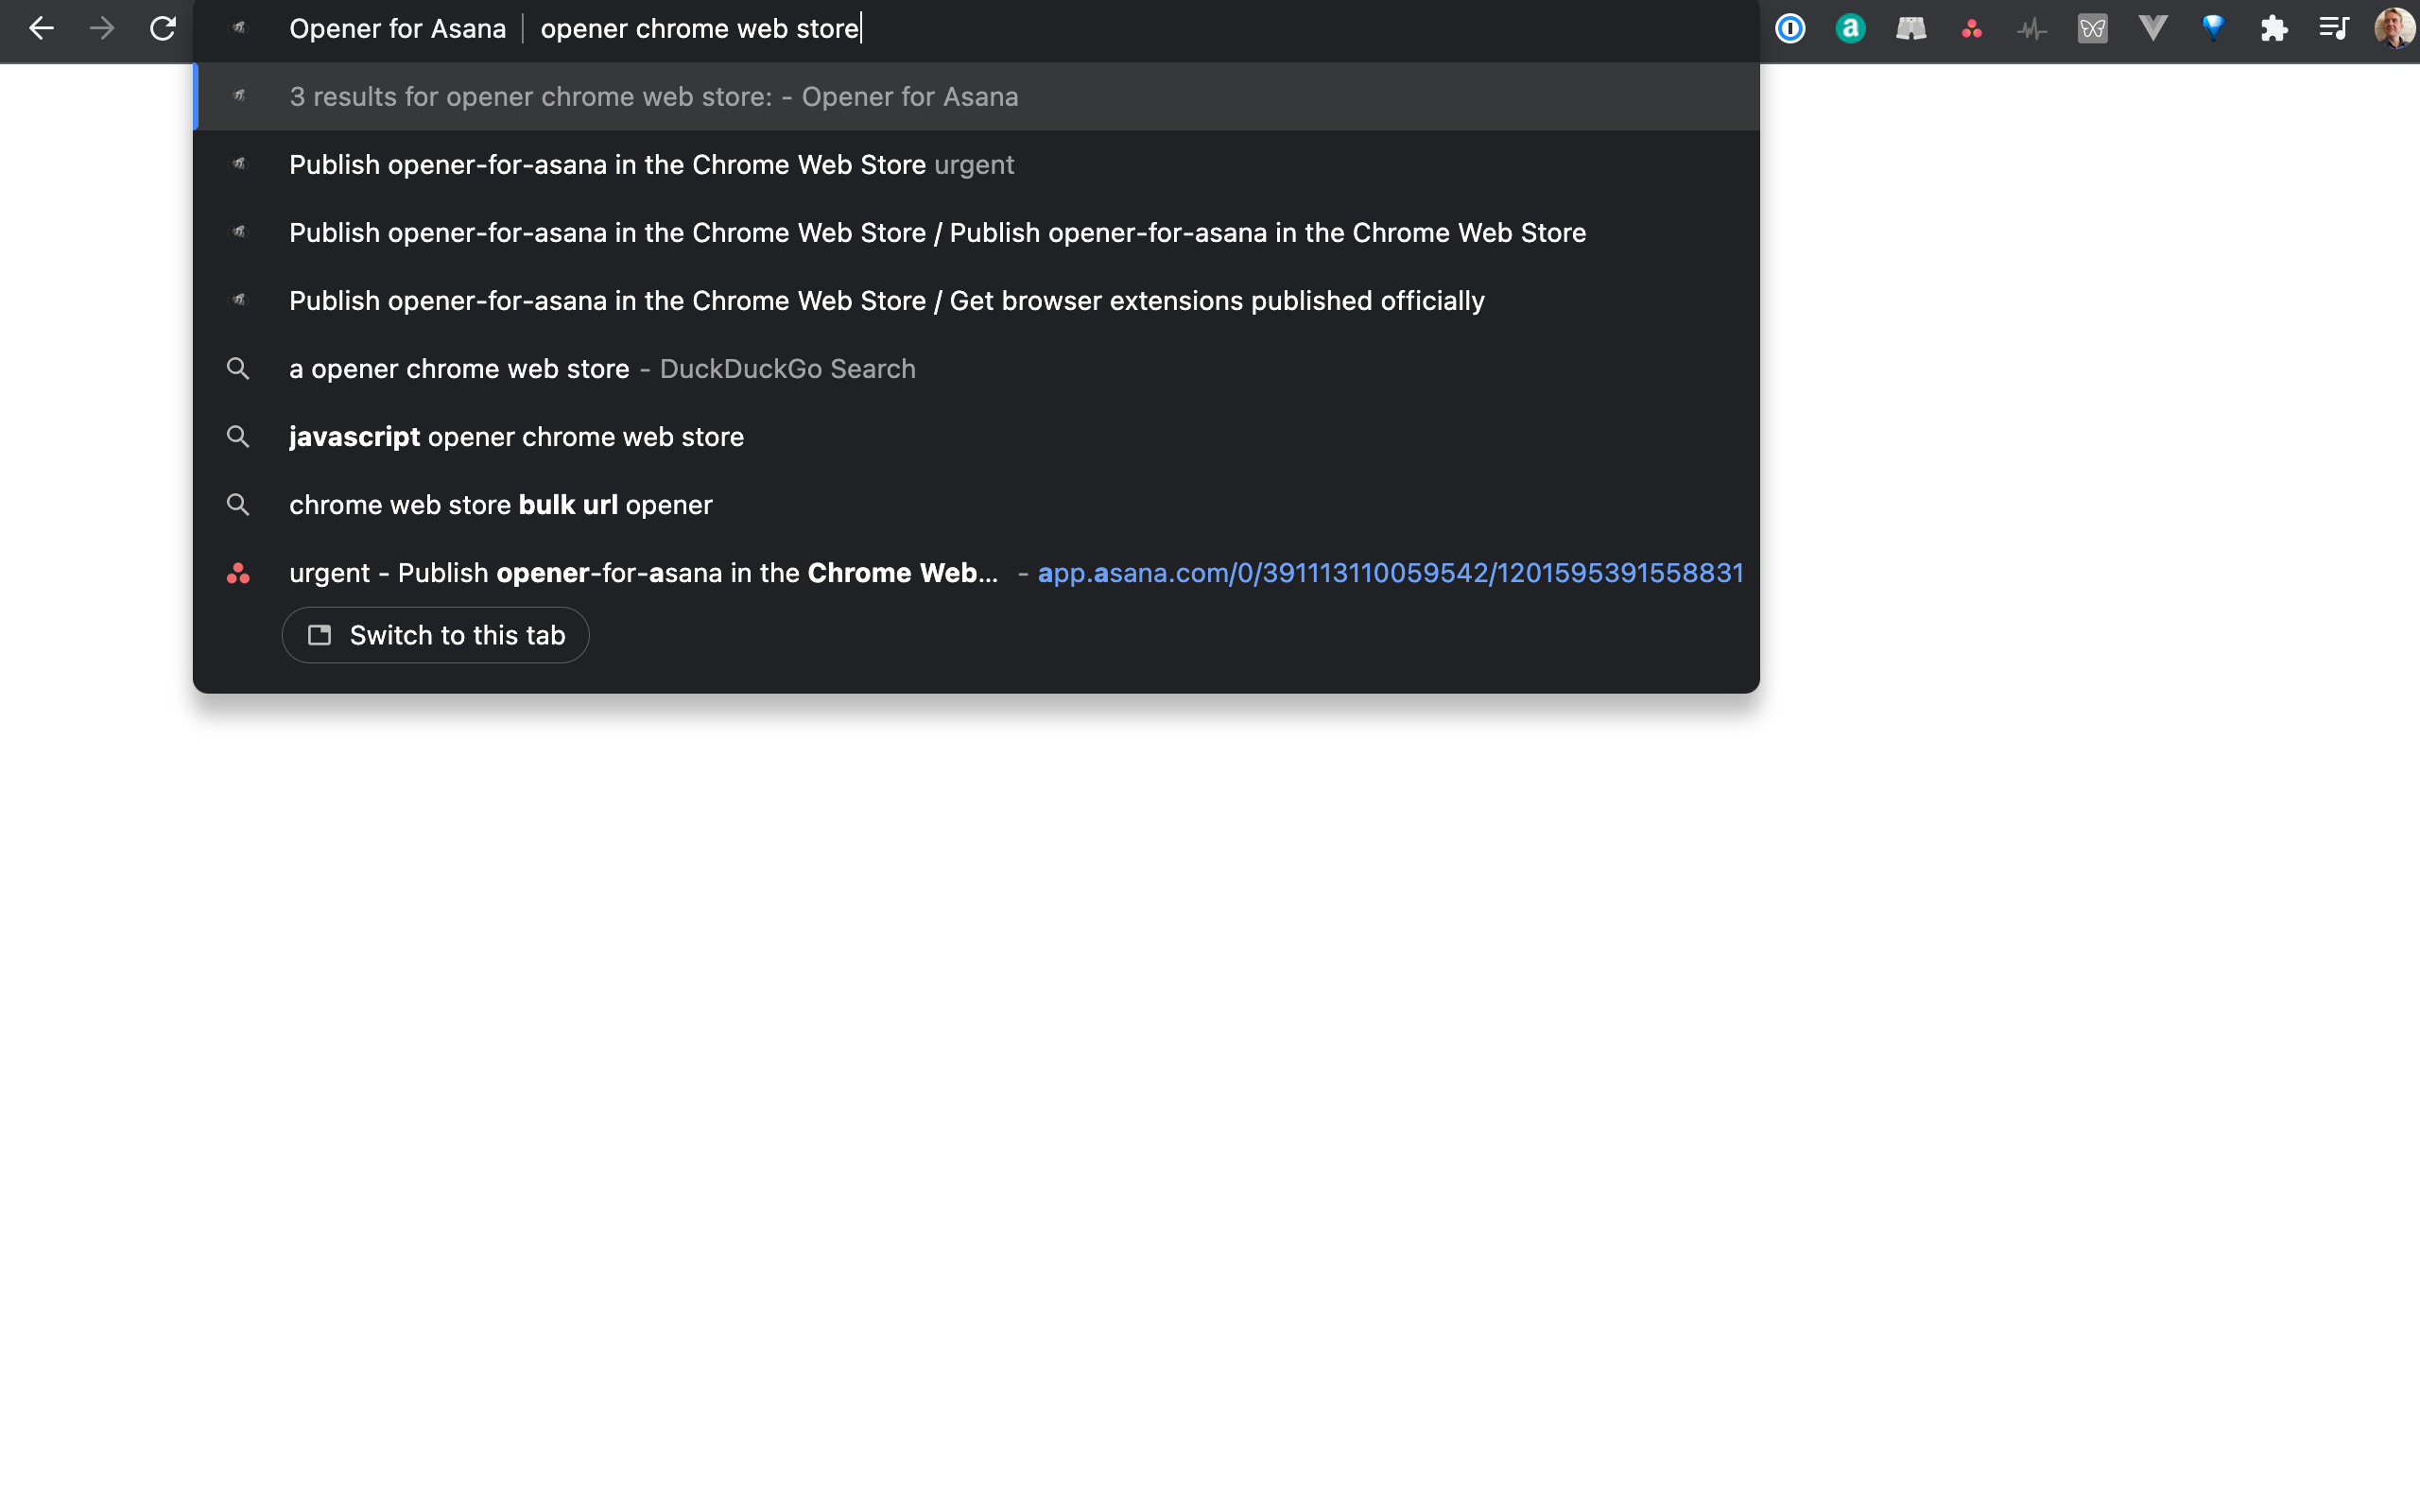 Opener for Asana | opener chrome web store
3 results for opener chrome web store: - Opener for Asana
Publish opener-for-asana in the Chrome Web Store urgent
Publish opener-for-asana in the Chrome Web Store / Publish opener-for-asana in the Chrome Web Store
Publish opener-for-asana in the Chrome Web Store / Get browser extensions published officially
a opener chrome web store - DuckDuckGo Search
javascript opener chrome web store
chrome web store bulk url opener
urgent - Publish opener-for-asana in the Chrome Web... - app.asana.com/0/391113110059542/1201595391558831
Switch to this tab